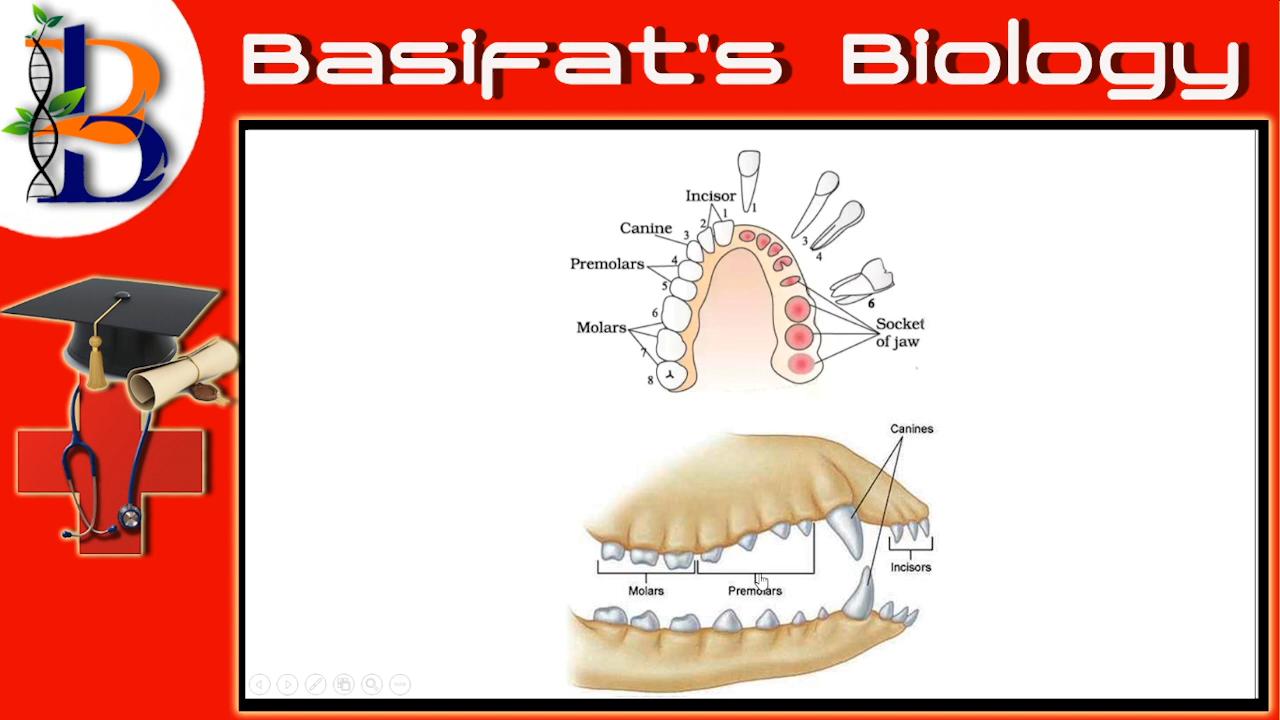 Basifat's Biology
Incisor
1
1
2
Canine
3
3
4
Premolars
4
5
6
6
Socket
of jaw
Molars
7
8
Canines
Incisors
Molars
Premolars
B